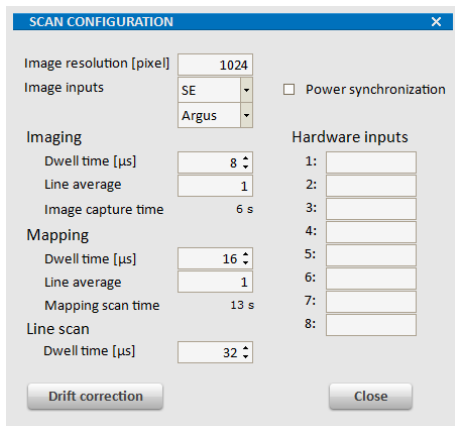 SCAN CONFIGURATION ×
Image resolution [pixel] 1024
Image inputs SE
Power synchronization
Argus
Imaging
Hardware inputs
Dwell time [µs] 8
1:
Line average 1
2:
Image capture time 6 s
3:
Mapping
4:
Dwell time [µs] 16
5:
Line average 1
6:
Mapping scan time 13 s
7:
Line scan
8:
Dwell time [µs] 32
Drift correction
Close